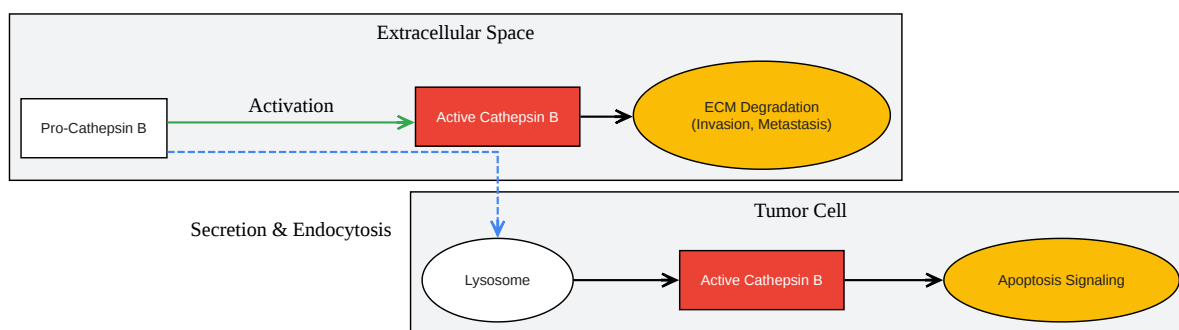 Extracellular Space
Activation
Pro-Cathepsin B
Active Cathepsin B
ECM Degradation
(Invasion, Metastasis)
Tumor Cell
Secretion & Endocytosis
Lysosome
Active Cathepsin B
Apoptosis Signaling